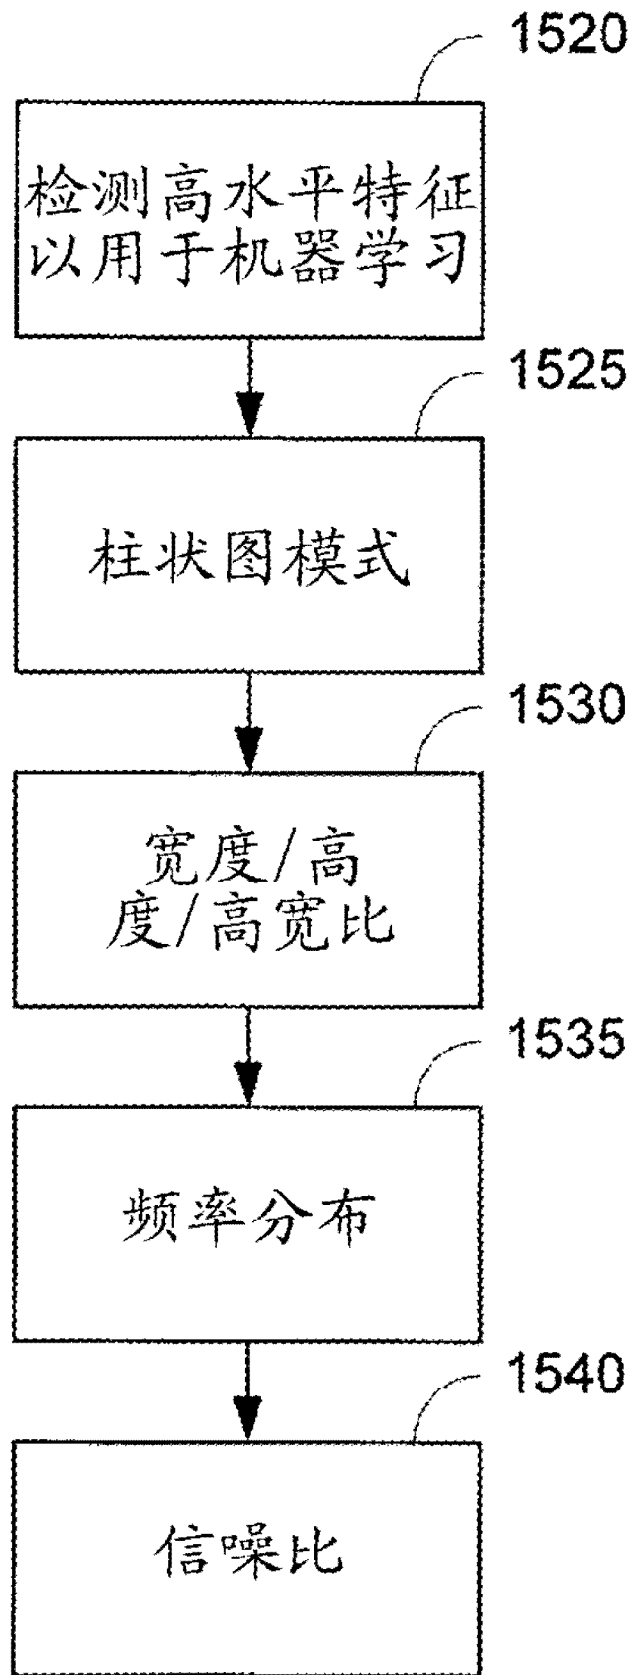 1520
检测高水平特征
以用于机器学习
1525
柱状图模式
1530
宽度/高
度/高宽比
1535
频率分布
1540
信噪比